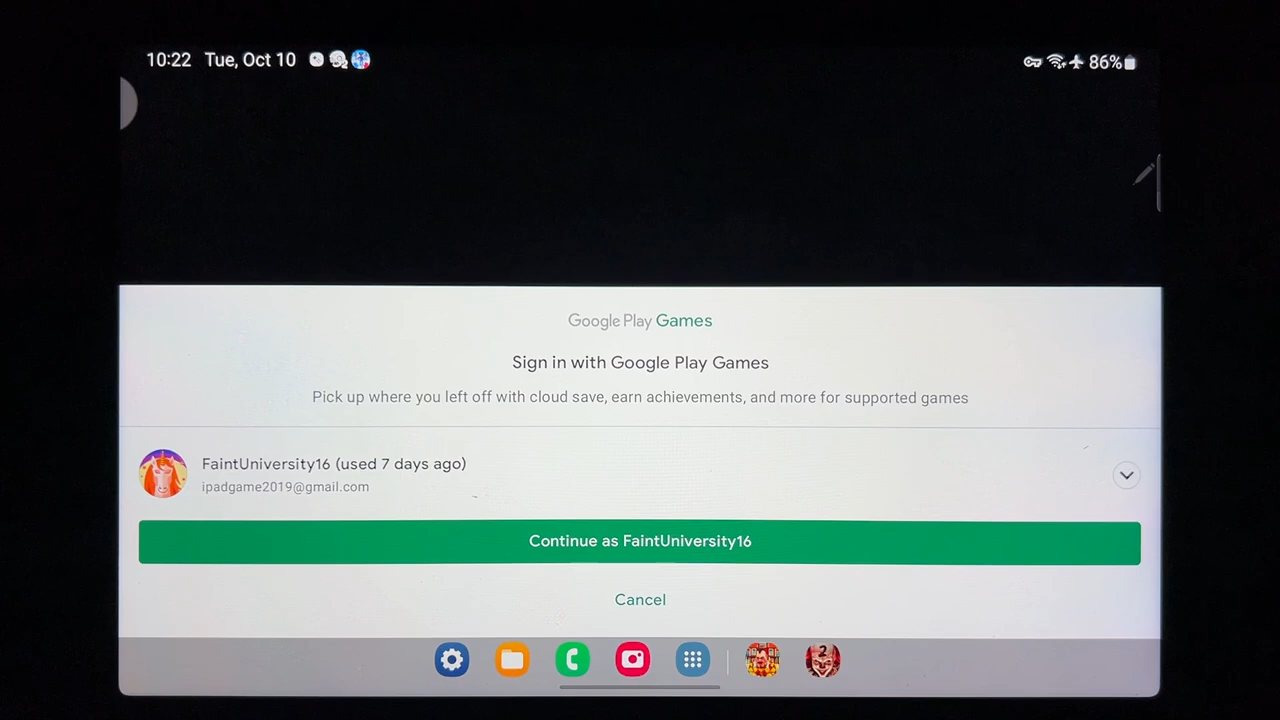 10:22 Tue, Oct 10
86%
Google Play Games
Sign in with Google Play Games
Pick up where you left off with cloud save, earn achievements, and more for supported games
FaintUniversity16 (used 7 days ago)
ipadgame2019@gmail.com
Continue as FaintUniversity16
Cancel
2